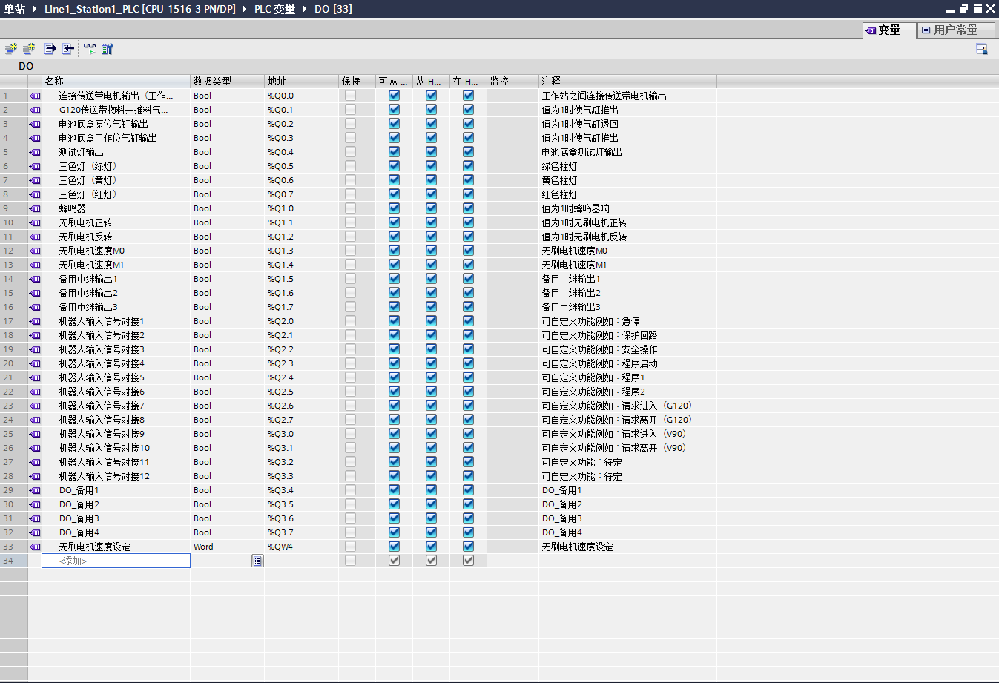 单站 ▸ Line1_Station1_PLC [CPU 1516-3 PN/DP] ▸ PLC 变量 ▸ DO [33]
变量 用户常量
DO
名称 数据类型 地址 保持 可从 ... 从 H... 在 H... 监控 注释
1 连接传送带电机输出（工作... Bool %Q0.0 工作站之间连接传送带电机输出
2 G120传送带物料井推料气... Bool %Q0.1 值为1时使气缸推出
3 电池底盒原位气缸输出 Bool %Q0.2 值为1时使气缸退回
4 电池底盒工作位气缸输出 Bool %Q0.3 值为1时使气缸推出
5 测试灯输出 Bool %Q0.4 电池底盒测试灯输出
6 三色灯（绿灯） Bool %Q0.5 绿色柱灯
7 三色灯（黄灯） Bool %Q0.6 黄色柱灯
8 三色灯（红灯） Bool %Q0.7 红色柱灯
9 蜂鸣器 Bool %Q1.0 值为1时蜂鸣器响
10 无刷电机正转 Bool %Q1.1 值为1时无刷电机正转
11 无刷电机反转 Bool %Q1.2 值为1时无刷电机反转
12 无刷电机速度M0 Bool %Q1.3 无刷电机速度M0
13 无刷电机速度M1 Bool %Q1.4 无刷电机速度M1
14 备用中继输出1 Bool %Q1.5 备用中继输出1
15 备用中继输出2 Bool %Q1.6 备用中继输出2
16 备用中继输出3 Bool %Q1.7 备用中继输出3
17 机器人输入信号对接1 Bool %Q2.0 可自定义功能例如：急停
18 机器人输入信号对接2 Bool %Q2.1 可自定义功能例如：保护回路
19 机器人输入信号对接3 Bool %Q2.2 可自定义功能例如：安全操作
20 机器人输入信号对接4 Bool %Q2.3 可自定义功能例如：程序启动
21 机器人输入信号对接5 Bool %Q2.4 可自定义功能例如：程序1
22 机器人输入信号对接6 Bool %Q2.5 可自定义功能例如：程序2
23 机器人输入信号对接7 Bool %Q2.6 可自定义功能例如：请求进入（G120）
24 机器人输入信号对接8 Bool %Q2.7 可自定义功能例如：请求离开（G120）
25 机器人输入信号对接9 Bool %Q3.0 可自定义功能例如：请求进入（V90）
26 机器人输入信号对接10 Bool %Q3.1 可自定义功能例如：请求离开（V90）
27 机器人输入信号对接11 Bool %Q3.2 可自定义功能：待定
28 机器人输入信号对接12 Bool %Q3.3 可自定义功能：待定
29 DO_备用1 Bool %Q3.4 DO_备用1
30 DO_备用2 Bool %Q3.5 DO_备用2
31 DO_备用3 Bool %Q3.6 DO_备用3
32 DO_备用4 Bool %Q3.7 DO_备用4
33 无刷电机速度设定 Word %QW4 无刷电机速度设定
34 <添加>